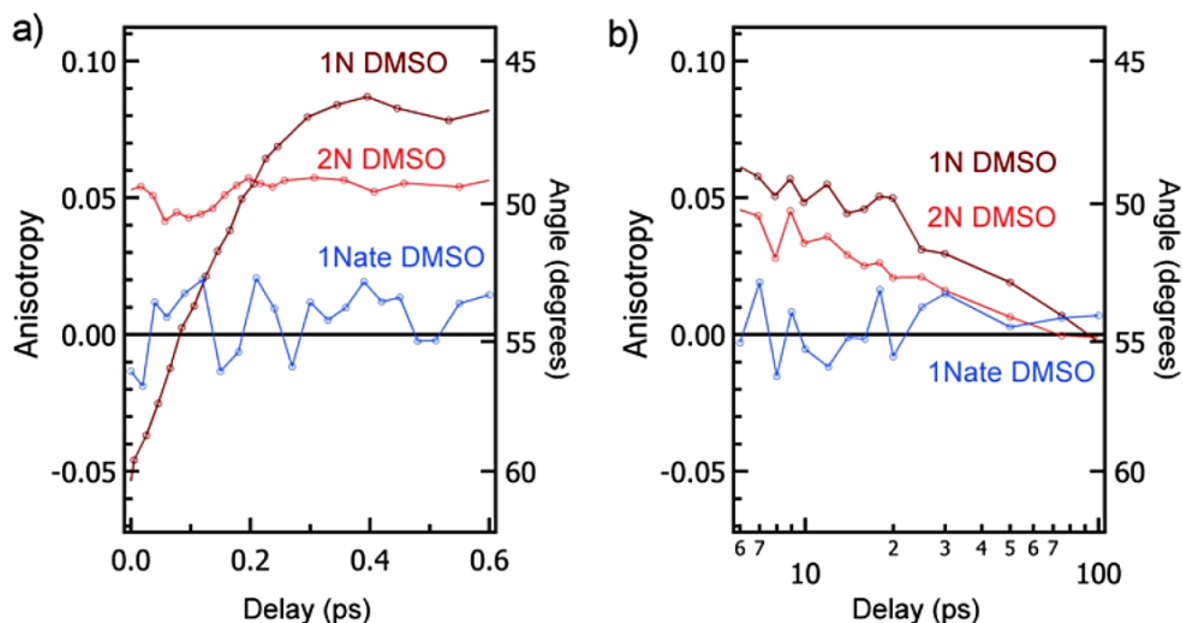 a)
1N DMSO
2N DMSO
1Nate DMSO
Anisotropy
0.10
0.05
0.00
-0.05
45
50
55
60
Angle (degrees)
0.0 0.2 0.4 0.6
Delay (ps)
b)
1N DMSO
2N DMSO
1Nate DMSO
Anisotropy
0.10
0.05
0.00
-0.05
45
50
55
60
Angle (degrees)
6 7 2 3 4 5 6 7
10 100
Delay (ps)